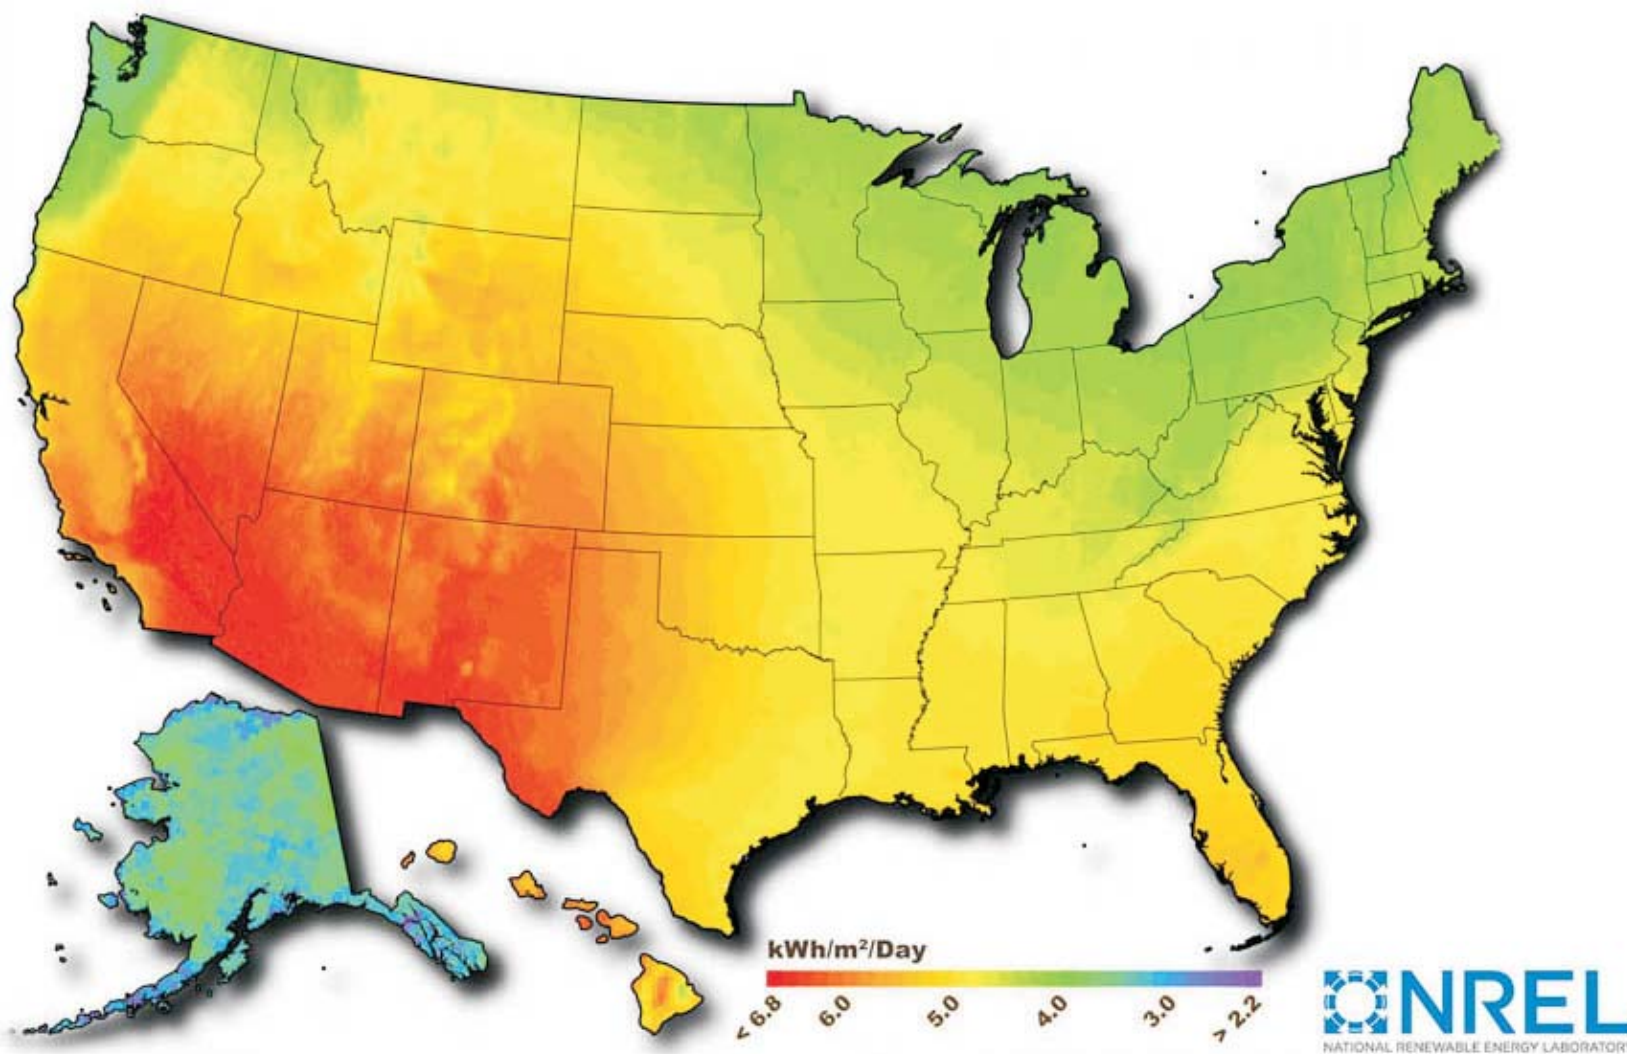 kWh/m²/Day
< 6.8
6.0
5.0
4.0
3.0
> 2.2
NREL
NATIONAL RENEWABLE ENERGY LABORATORY